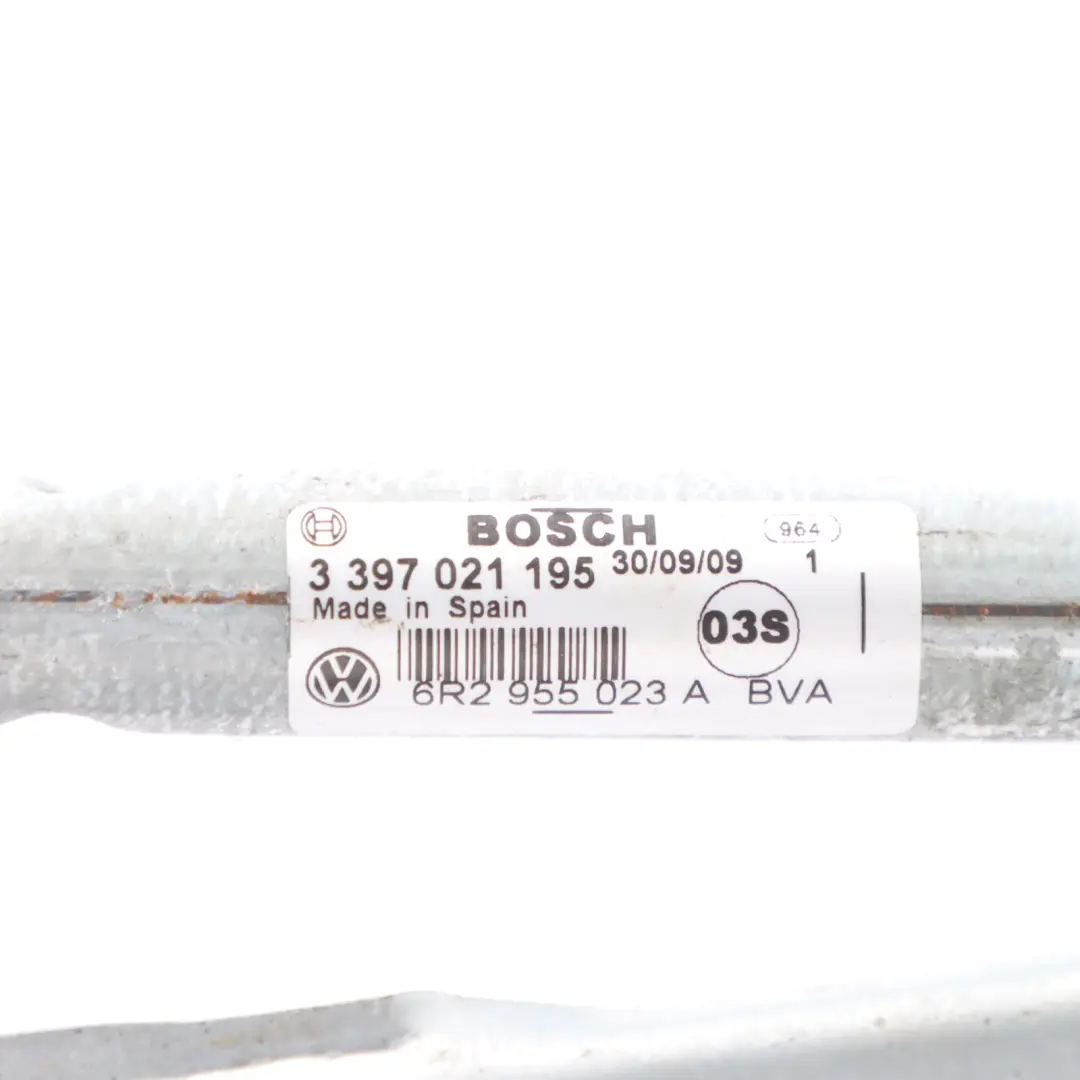 BOSCH 964
3 397 021 195 30/09/09 1
Made in Spain 03S
6R2 955 023 A BVA